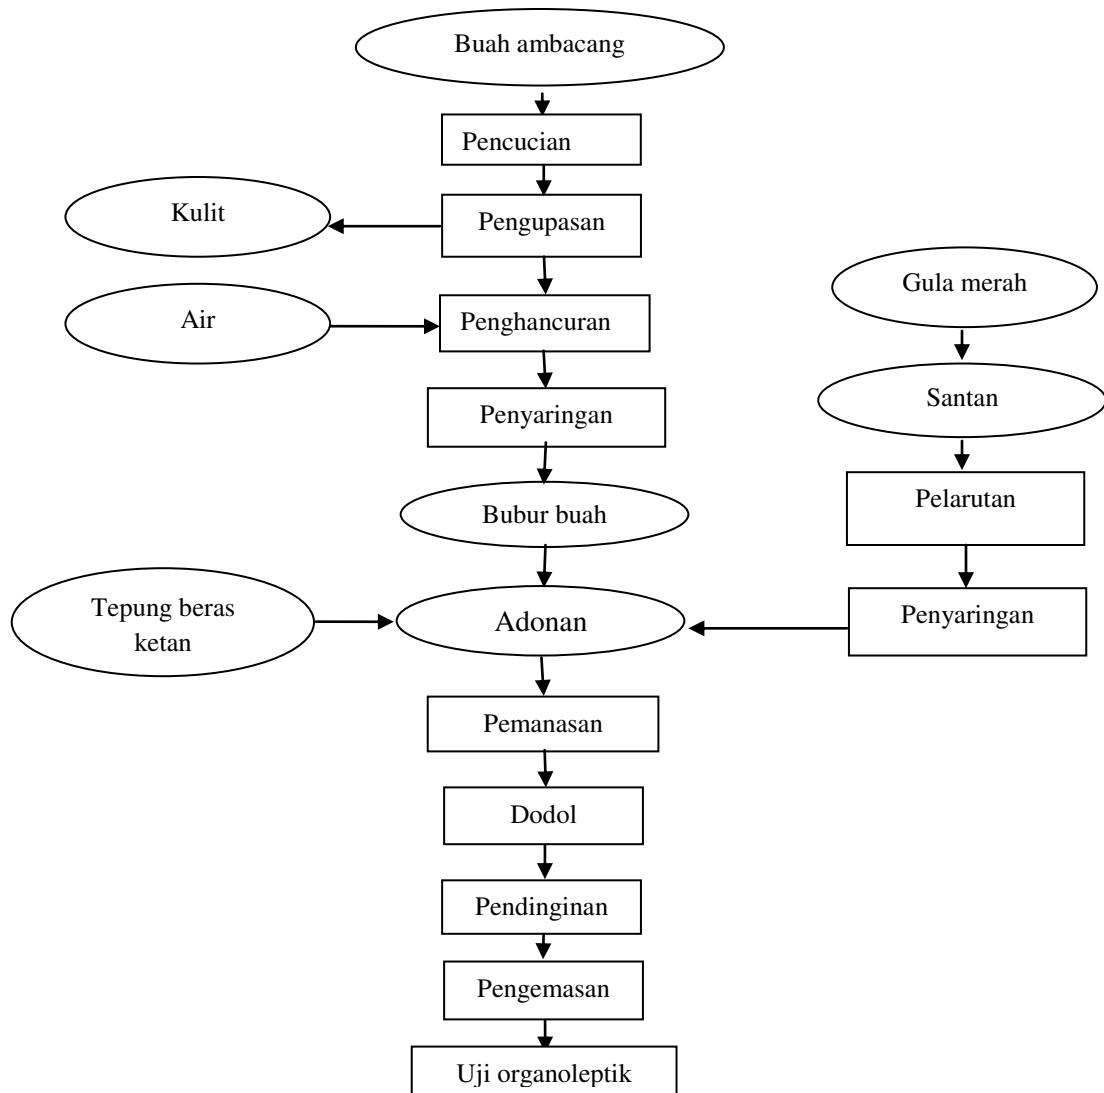 Buah ambacang
Pencucian
Kulit
Pengupasan
Gula merah
Air
Penghancuran
Santan
Penyaringan
Pelarutan
Bubur buah
Tepung beras
ketan
Adonan
Penyaringan
Pemanasan
Dodol
Pendinginan
Pengemasan
Uji organoleptik